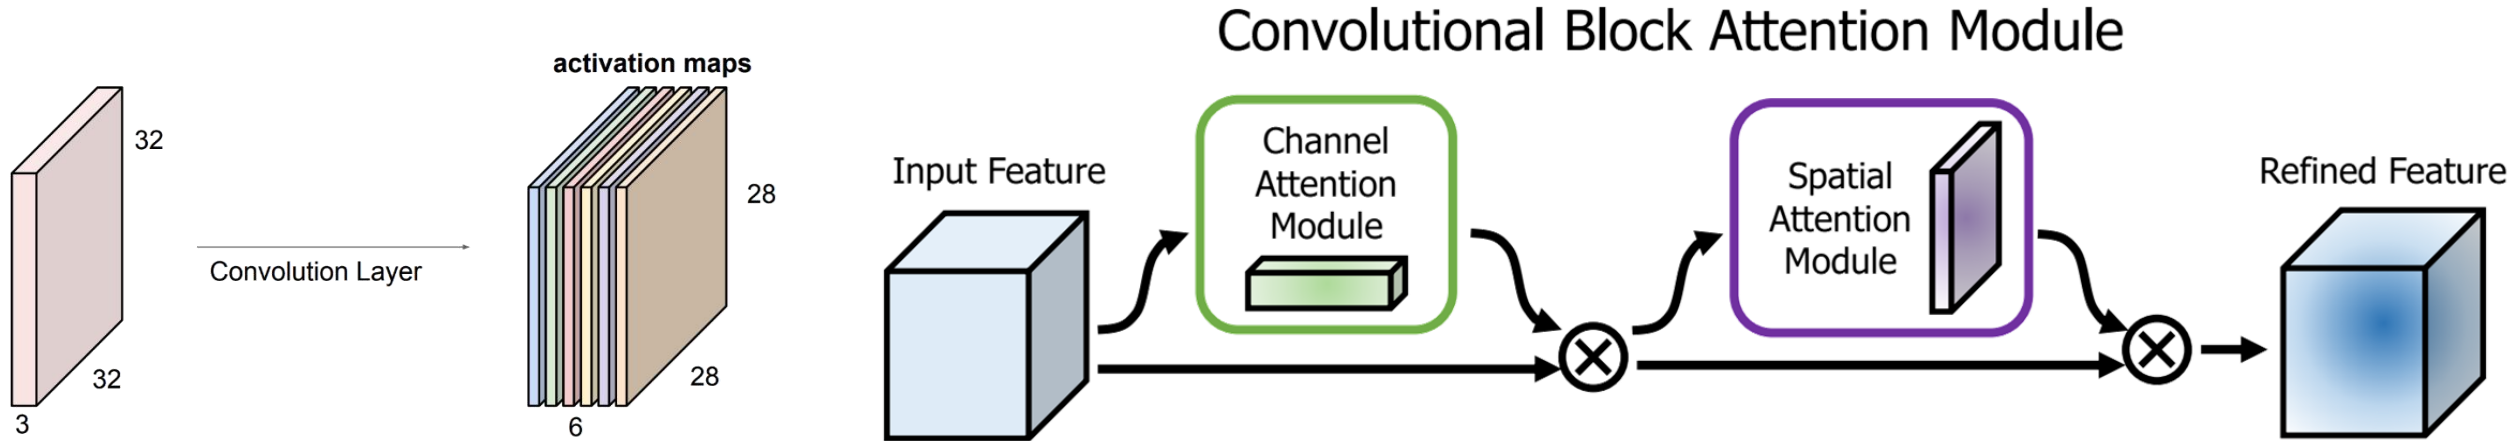 32
32
3
Convolution Layer
activation maps
28
28
6
Convolutional Block Attention Module
Input Feature
Channel
Attention
Module
Spatial
Attention
Module
Refined Feature